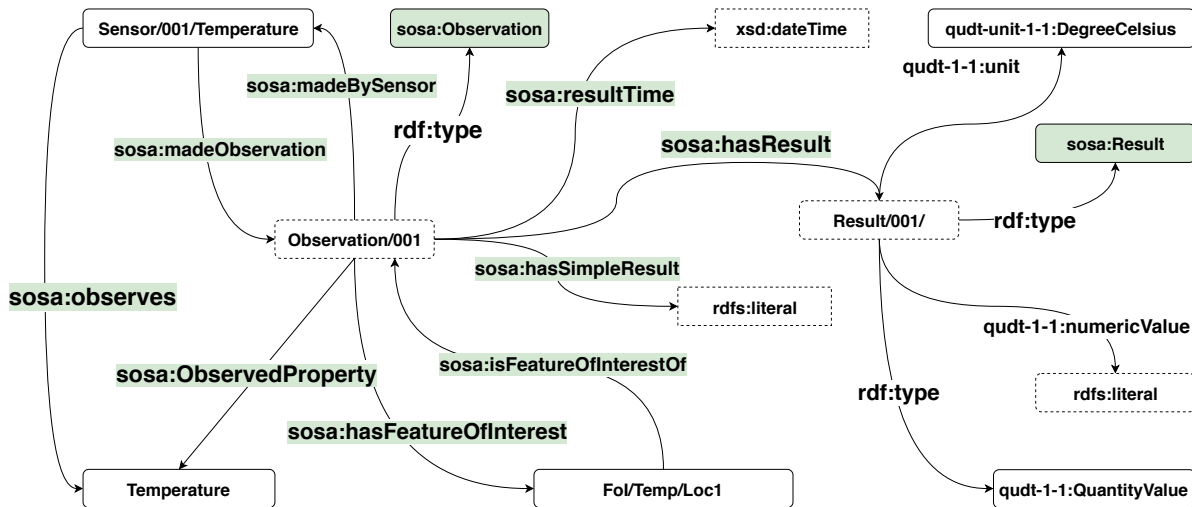 Sensor/001/Temperature
sosa:Observation
xsd:dateTime
qudt-unit-1-1:DegreeCelsius
qudt-1-1:unit
sosa:madeBySensor
sosa:resultTime
rdf:type
sosa:madeObservation
sosa:hasResult
sosa:Result
Observation/001
Result/001/
rdf:type
sosa:hasSimpleResult
sosa:observes
rdfs:literal
qudt-1-1:numericValue
sosa:isFeatureOfInterestOf
sosa:ObservedProperty
rdf:type
rdfs:literal
sosa:hasFeatureOfInterest
Temperature
FoI/Temp/Loc1
qudt-1-1:QuantityValue